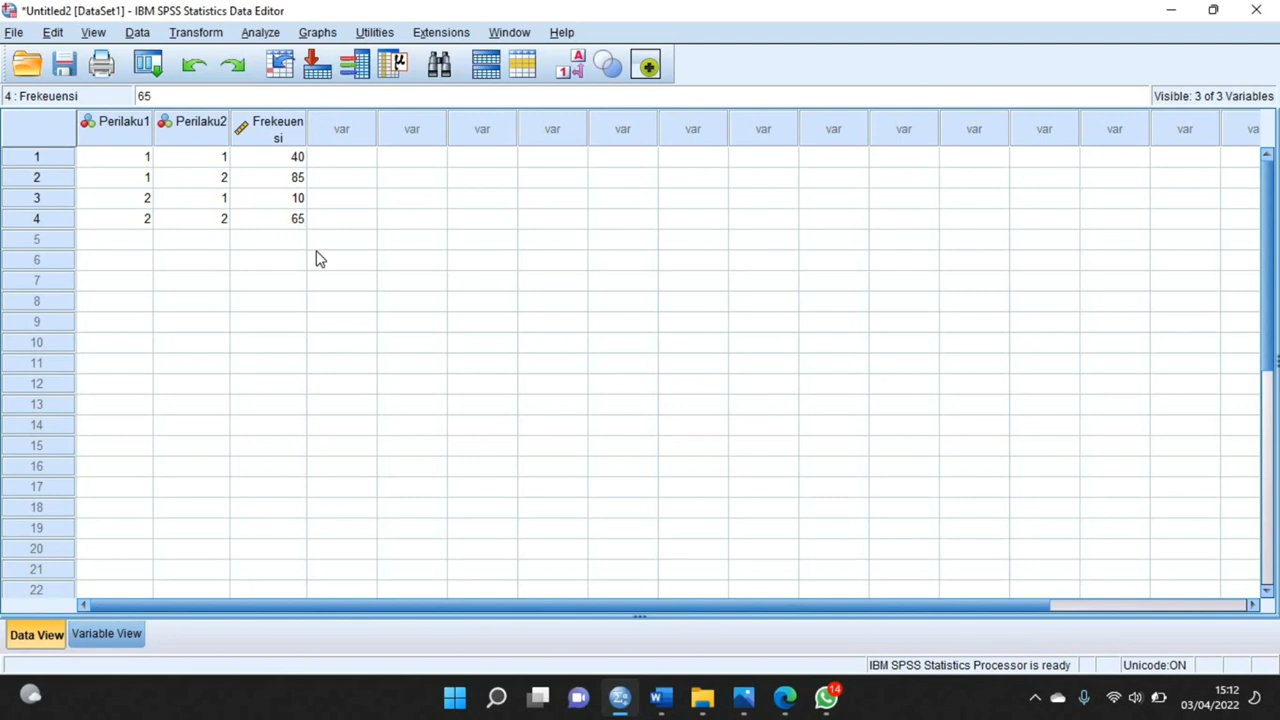 *Untitled2 [DataSet1] - IBM SPSS Statistics Data Editor
File Edit View Data Transform Analyze Graphs Utilities Extensions Window Help
4 : Frekeuensi 65 Visible: 3 of 3 Variables
Perilaku1 Perilaku2 Frekeuen
si var var var var var var var var var var var var var va
1 1 1 40
2 1 2 85
3 2 1 10
4 2 2 65
5
6
7
8
9
10
11
12
13
14
15
16
17
18
19
20
21
22
Data View Variable View
IBM SPSS Statistics Processor is ready Unicode:ON
14
15:12
03/04/2022